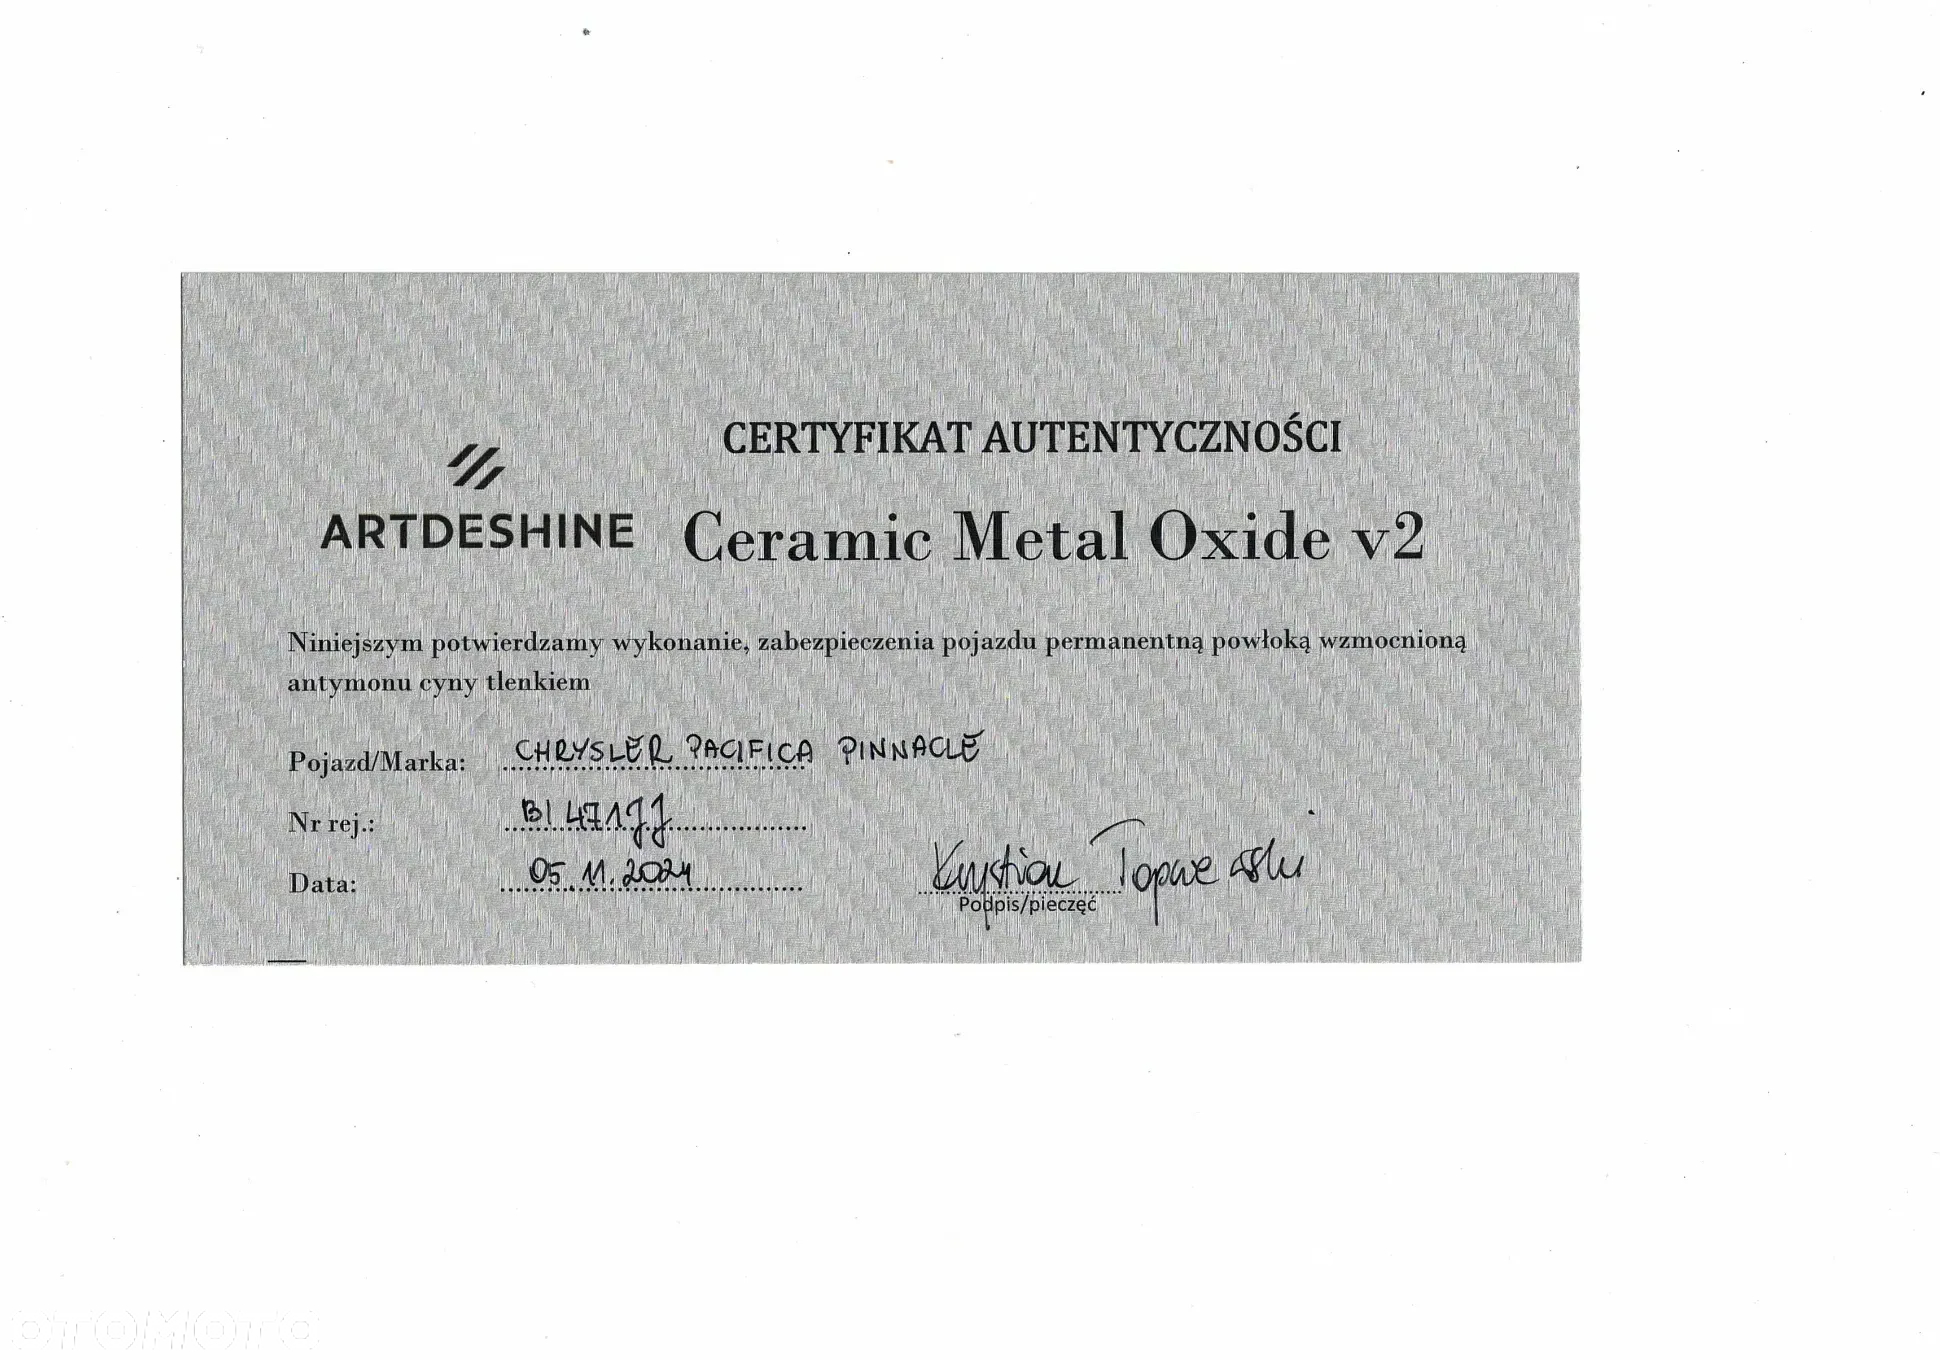 CERTYFIKAT AUTENTYCZNOŚCI
ARTDESHINE
Ceramic Metal Oxide v2
Niniejszym potwierdzamy wykonanie, zabezpieczenia pojazdu permanentną powłoką wzmocnioną
antymonu cyny tlenkiem
Pojazd/Marka: CHRYSLER PACIFICA PINNACLE
Nr rej.: BI 471JJ
Data: 05.11.2024
Krystian
Podpis/pieczęć
OTOMOTO